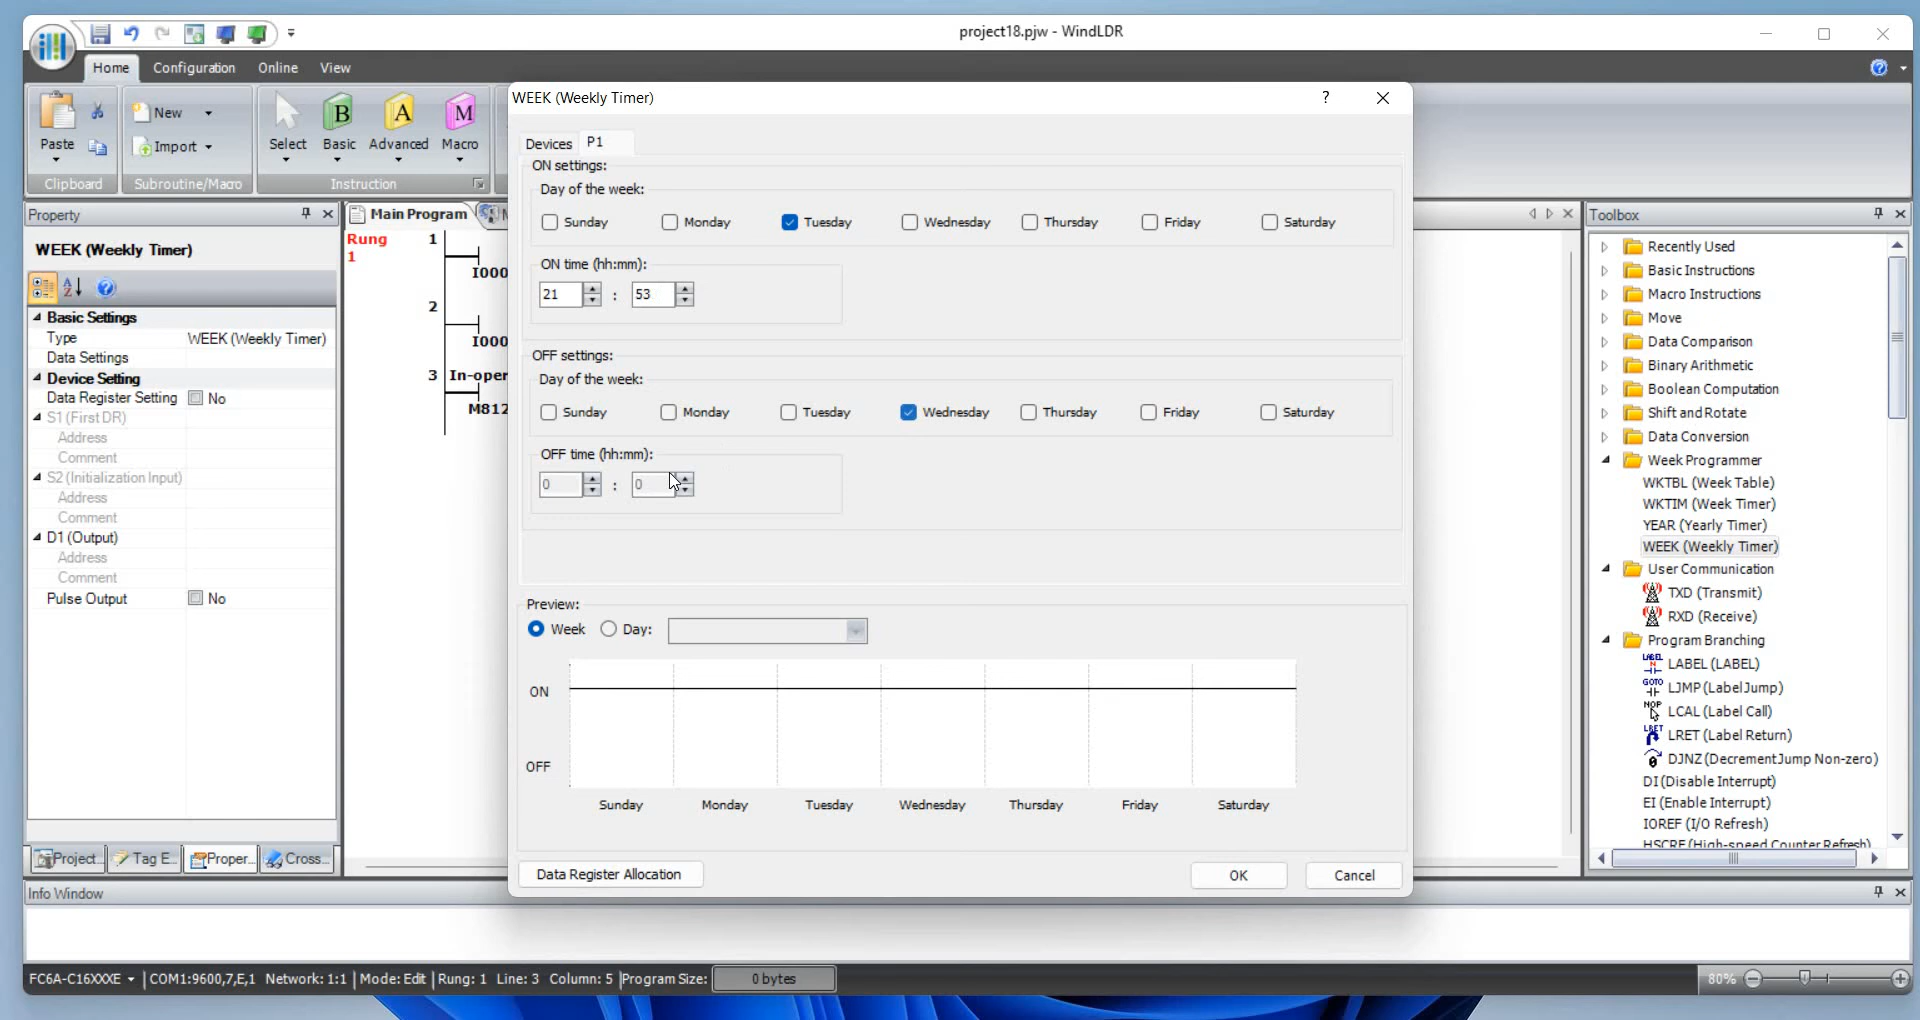 project18.pjw - WindLDR
Home Configuration Online View
Paste
New
Import
Select
Basic
Advanced
Macro
B
A
M
Clipboard
Subroutine/Macro
Instruction
Property
WEEK (Weekly Timer)
Basic Settings
Type WEEK (Weekly Timer)
Data Settings
Device Setting
Data Register Setting No
S1 (First DR)
Address
Comment
S2 (Initialization Input)
Address
Comment
D1 (Output)
Address
Comment
Pulse Output No
Project...
Tag E...
Proper...
Cross...
Main Program
Rung 1
1
I000
2
I000
3 In-oper
M812
WEEK (Weekly Timer)
?
Devices P1
ON settings:
Day of the week:
Sunday Monday Tuesday Wednesday Thursday Friday Saturday
ON time (hh:mm):
21 : 53
OFF settings:
Day of the week:
Sunday Monday Tuesday Wednesday Thursday Friday Saturday
OFF time (hh:mm):
0 : 0
Preview:
Week Day:
ON
OFF
Sunday Monday Tuesday Wednesday Thursday Friday Saturday
Data Register Allocation
OK
Cancel
Toolbox
Recently Used
Basic Instructions
Macro Instructions
Move
Data Comparison
Binary Arithmetic
Boolean Computation
Shift and Rotate
Data Conversion
Week Programmer
WKTBL (Week Table)
WKTIM (Week Timer)
YEAR (Yearly Timer)
WEEK (Weekly Timer)
User Communication
TXD (Transmit)
RXD (Receive)
Program Branching
LABEL (LABEL)
LJMP (Label Jump)
LCAL (Label Call)
LRET (Label Return)
DJNZ (Decrement Jump Non-zero)
DI (Disable Interrupt)
EI (Enable Interrupt)
IOREF (I/O Refresh)
HSCRF (High-speed Counter Refresh)
Info Window
FC6A-C16XXXE COM1:9600,7,E,1 Network: 1:1 Mode: Edit Rung: 1 Line: 3 Column: 5 Program Size: 0 bytes
80%